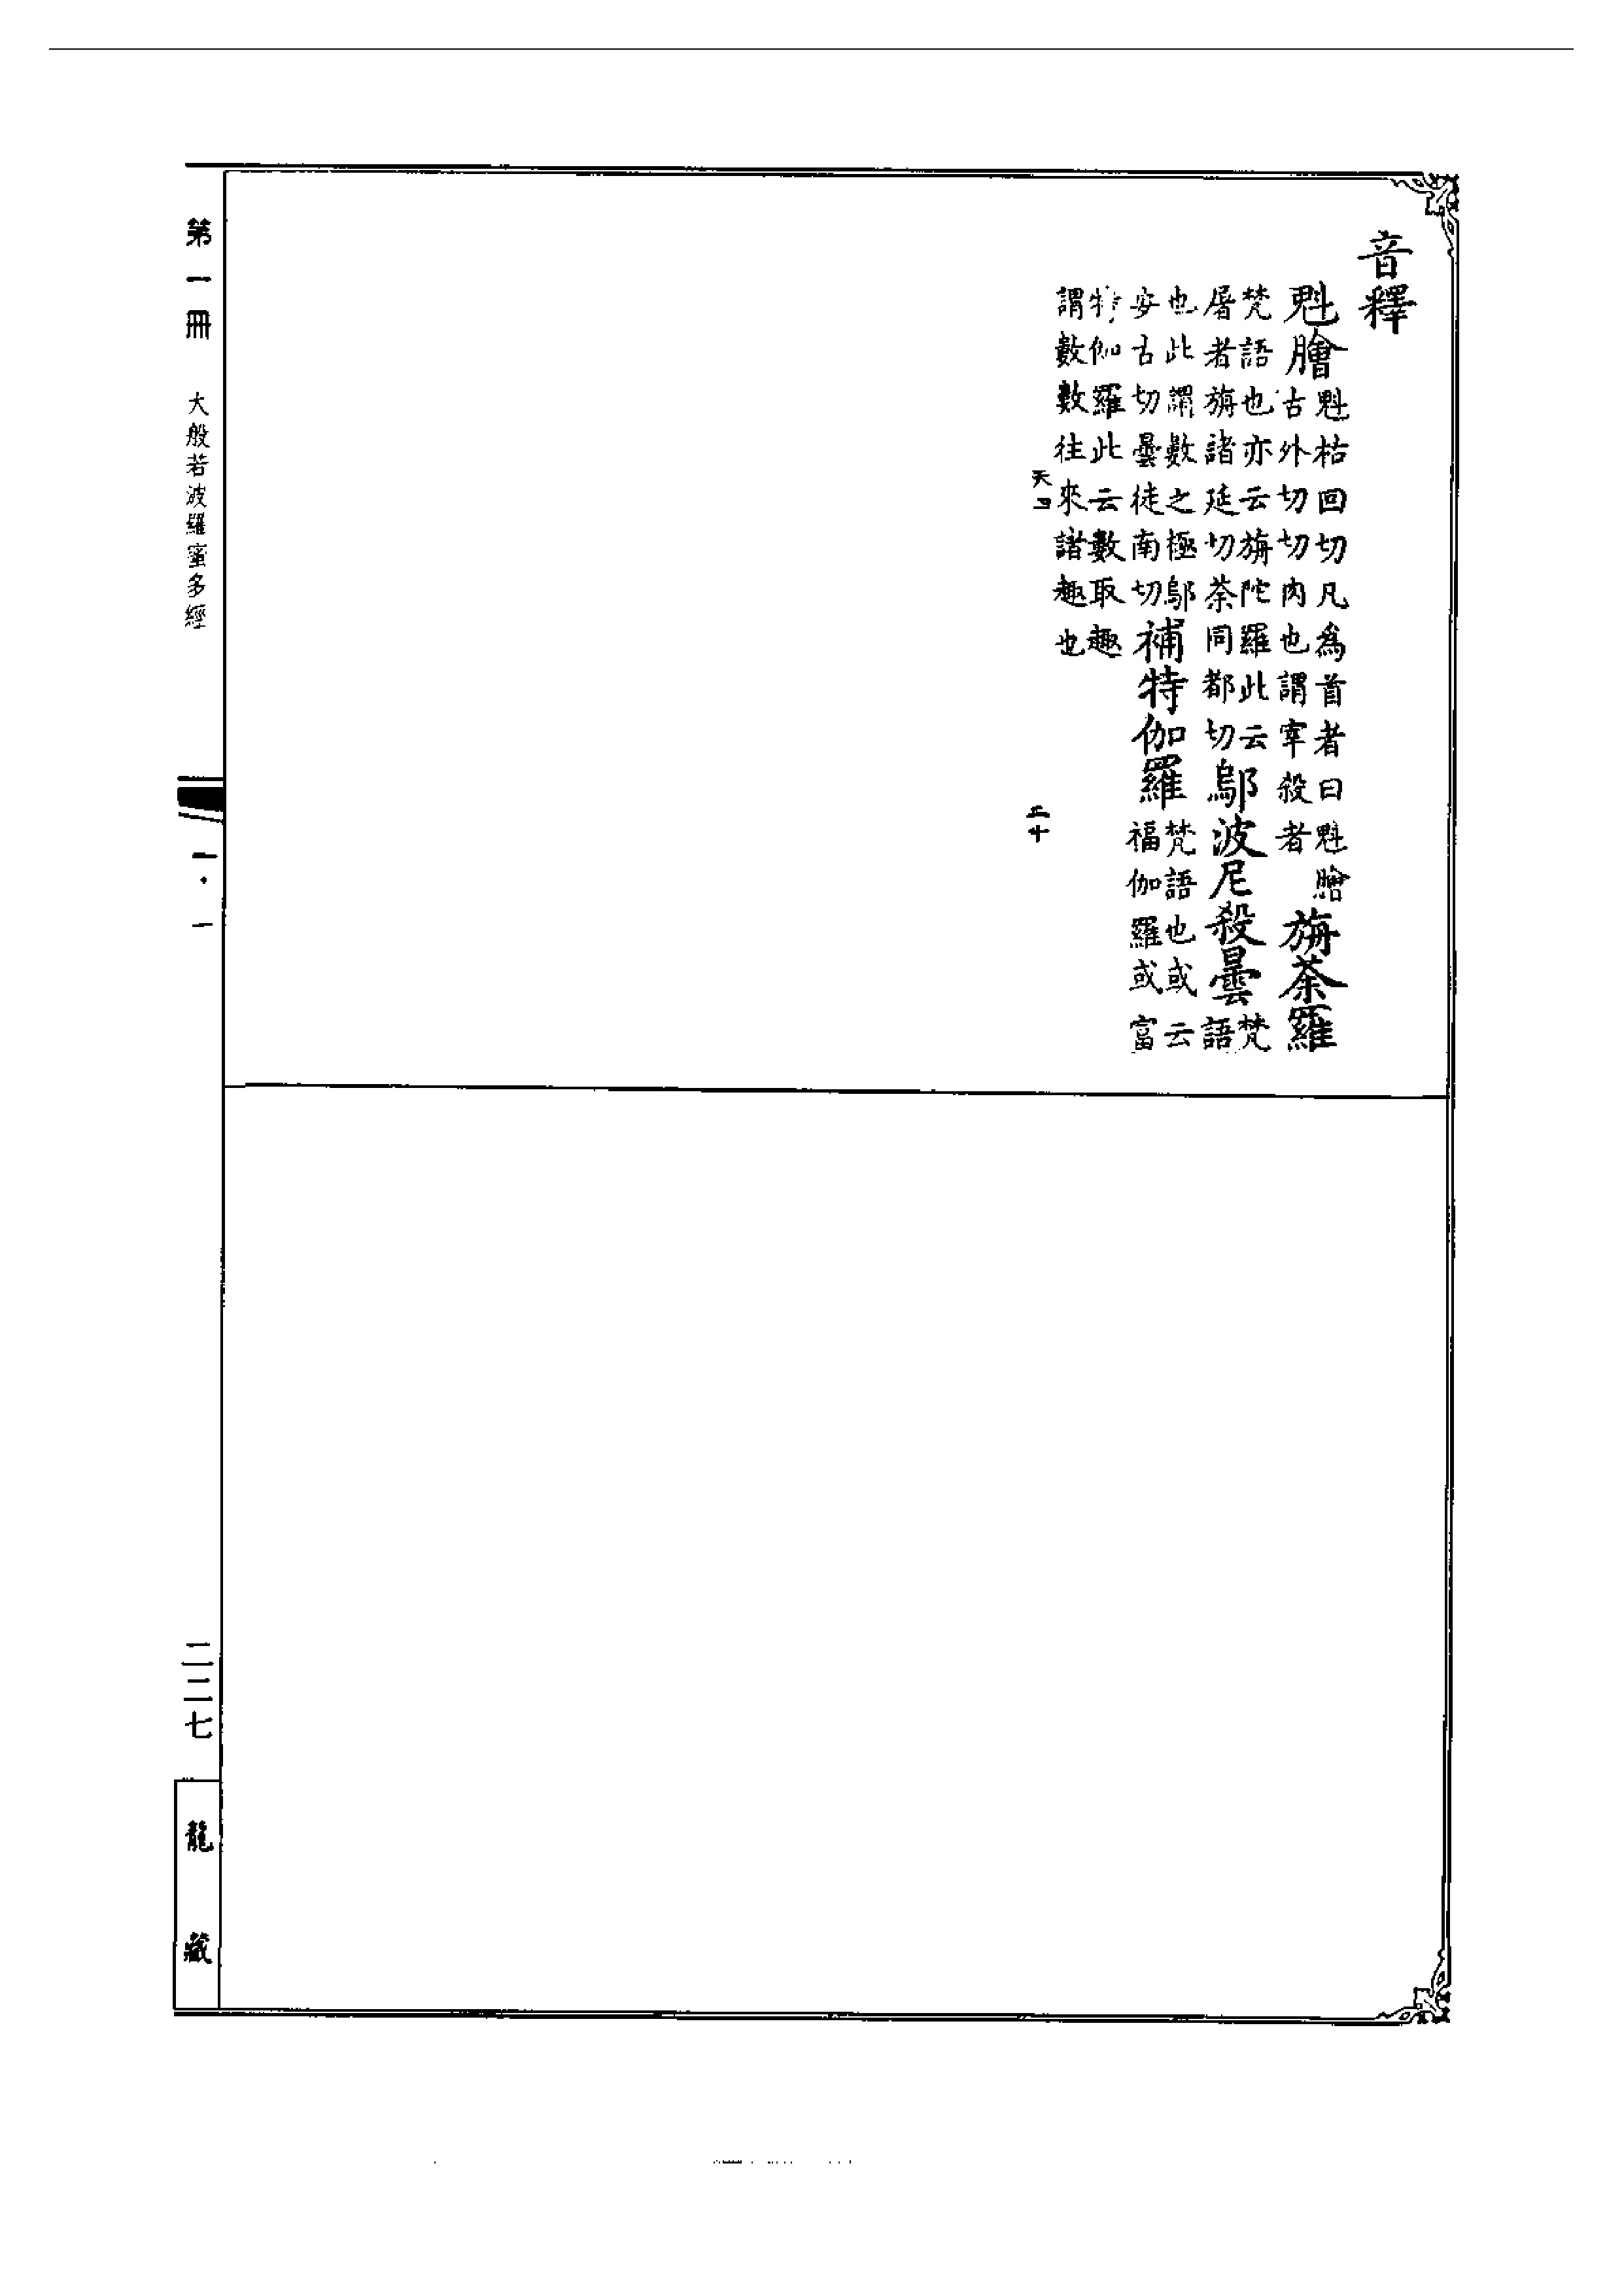 音釋
魁膾
魁枯回切凡爲首者曰魁膾
古外切切肉也謂宰殺者
旃荼羅
梵語也亦云旃陀羅此云
屠者旃諸延切荼同都切
鄔波尼殺曇
梵
語
也此謂數之極鄔
安古切曇徒南切
補特伽羅
梵語也或云
福伽羅或富
特伽羅此云數取趣
謂數數往來諸趣也
天四
二十
第一冊
大般若波羅蜜多經
一·一
二二七
龍藏